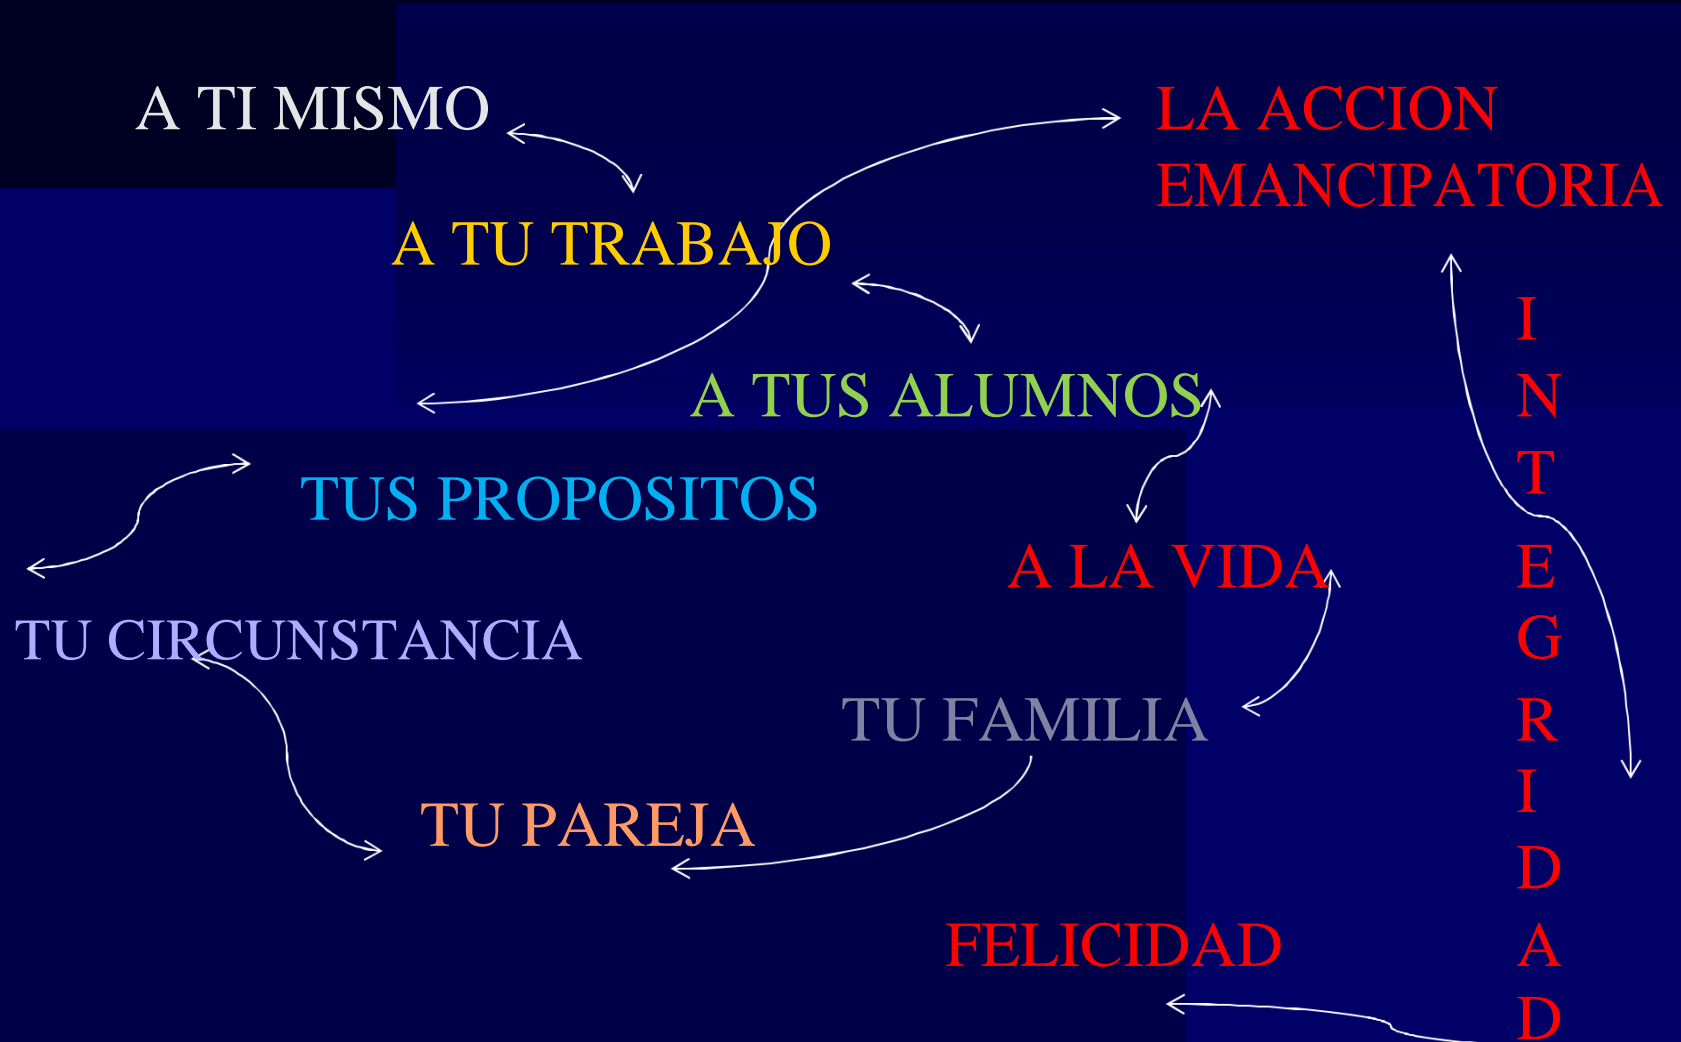 A TI MISMO
LA ACCION
EMANCIPATORIA
A TU TRABAJO
A TUS ALUMNOS
TUS PROPOSITOS
A LA VIDA
TU CIRCUNSTANCIA
TU FAMILIA
TU PAREJA
FELICIDAD
I
N
T
E
G
R
I
D
A
D